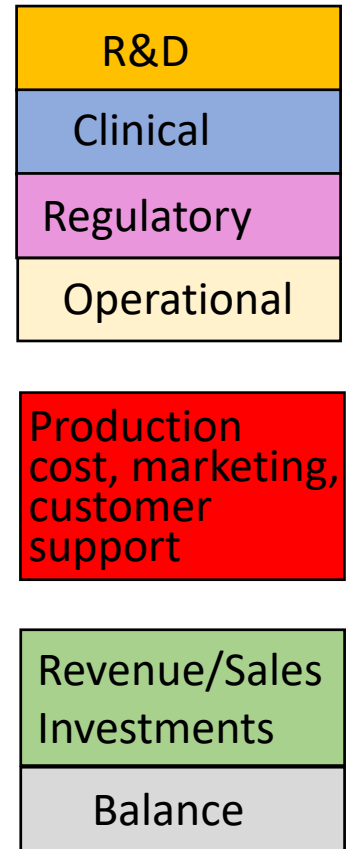 R&D
Clinical
Regulatory
Operational
Production
cost, marketing,
customer
support
Revenue/Sales
Investments
Balance